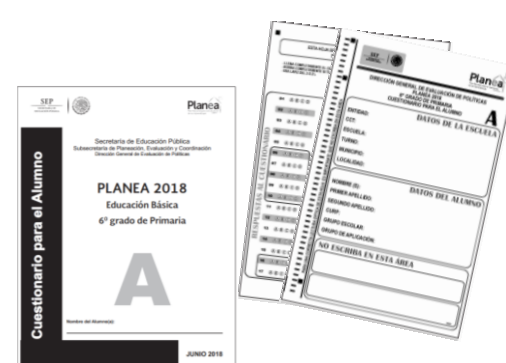 SEP
Planea
Secretaría de Educación Pública
Subsecretaría de Planeación, Evaluación y Coordinación
Dirección General de Evaluación de Políticas
PLANEA 2018
Educación Básica
6° grado de Primaria
A
Cuestionario para el Alumno
Nombre del Alumno(a):
JUNIO 2018
RESPUESTAS AL CUESTIONARIO
SEP
Planea
DIRECCIÓN GENERAL DE EVALUACIÓN DE POLÍTICAS
PLANEA 2018
6° GRADO DE PRIMARIA
CUESTIONARIO PARA EL ALUMNO
A
DATOS DE LA ESCUELA
ENTIDAD:
CCT:
ESCUELA:
TURNO:
MUNICIPIO:
LOCALIDAD:
DATOS DEL ALUMNO
NOMBRE (S):
PRIMER APELLIDO:
SEGUNDO APELLIDO:
CURP:
GRUPO ESCOLAR:
GRUPO DE APLICACIÓN:
NO ESCRIBA EN ESTA ÁREA